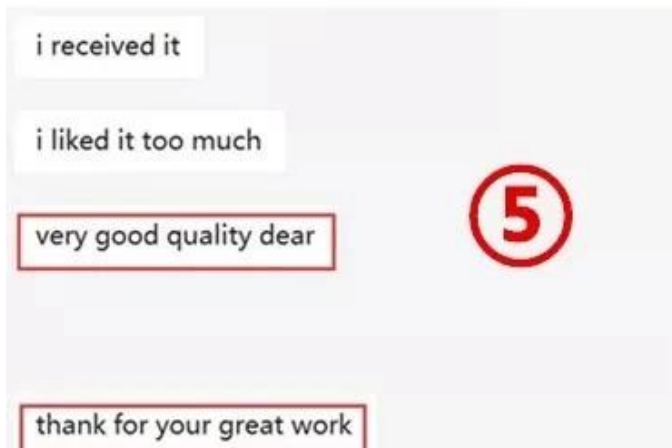 i received it
i liked it too much
very good quality dear
5
thank for your great work